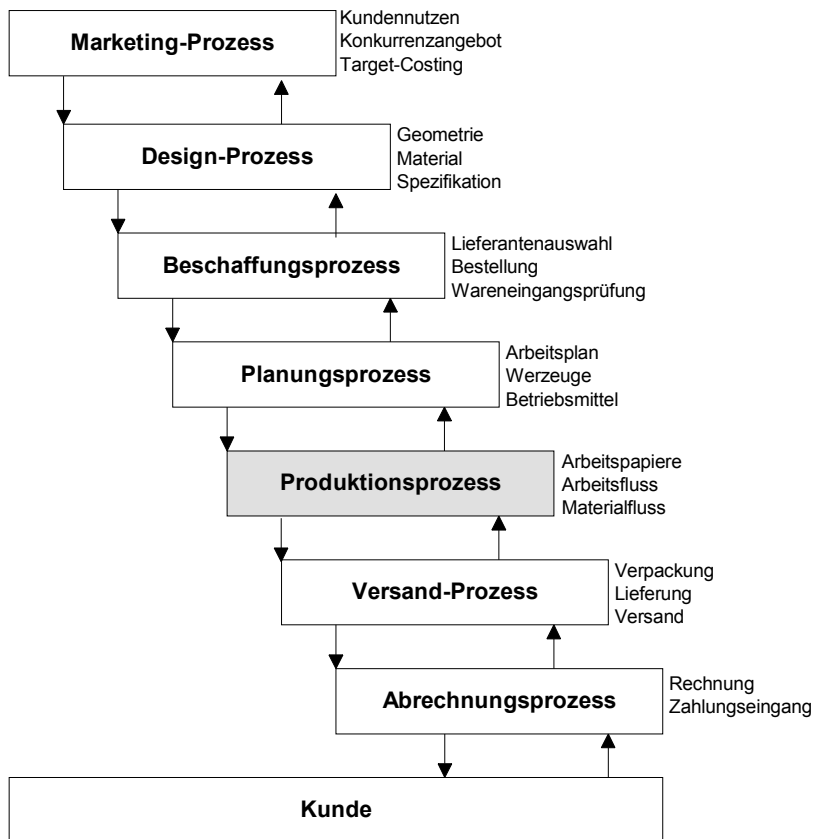 Marketing-Prozess
Kundennutzen
Konkurrenzangebot
Target-Costing
Design-Prozess
Geometrie
Material
Spezifikation
Beschaffungsprozess
Lieferantenauswahl
Bestellung
Wareneingangsprüfung
Planungsprozess
Arbeitsplan
Werzeuge
Betriebsmittel
Produktionsprozess
Arbeitspapiere
Arbeitsfluss
Materialfluss
Versand-Prozess
Verpackung
Lieferung
Versand
Abrechnungsprozess
Rechnung
Zahlungseingang
Kunde